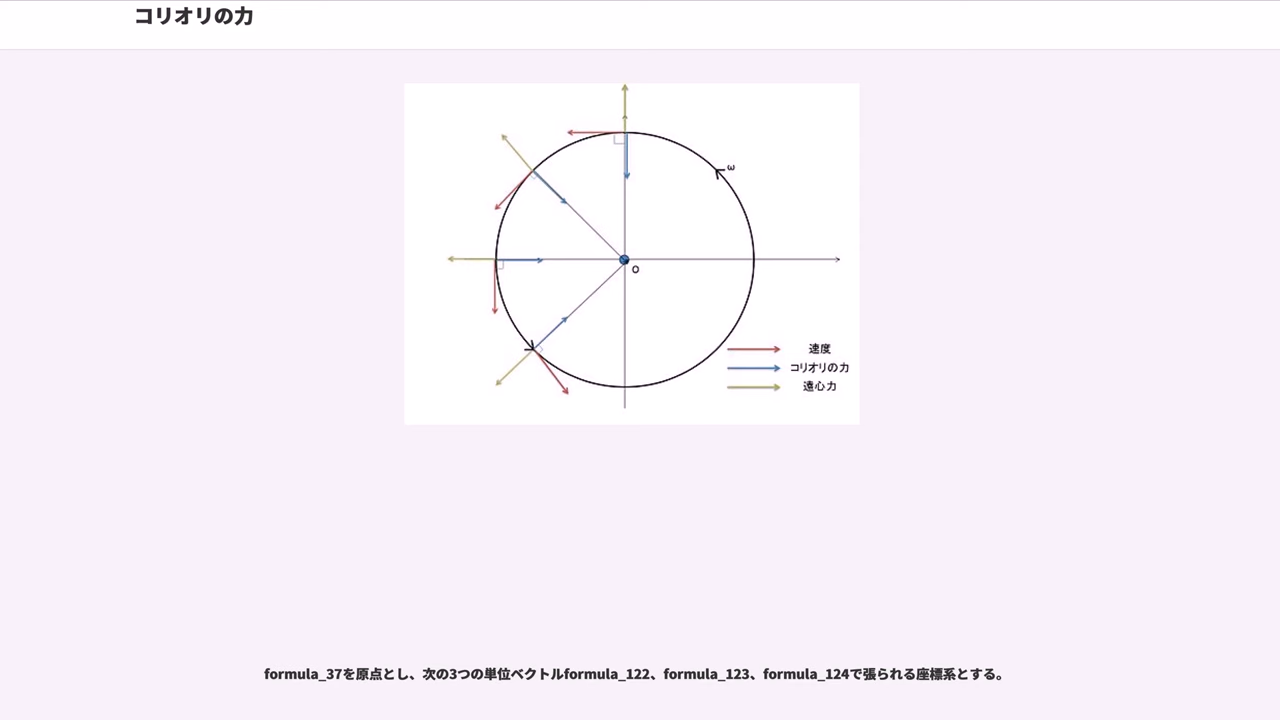 コリオリの力
ω
O
速度
コリオリの力
遠心力
formula_37を原点とし、次の3つの単位ベクトルformula_122、formula_123、formula_124で張られる座標系とする。